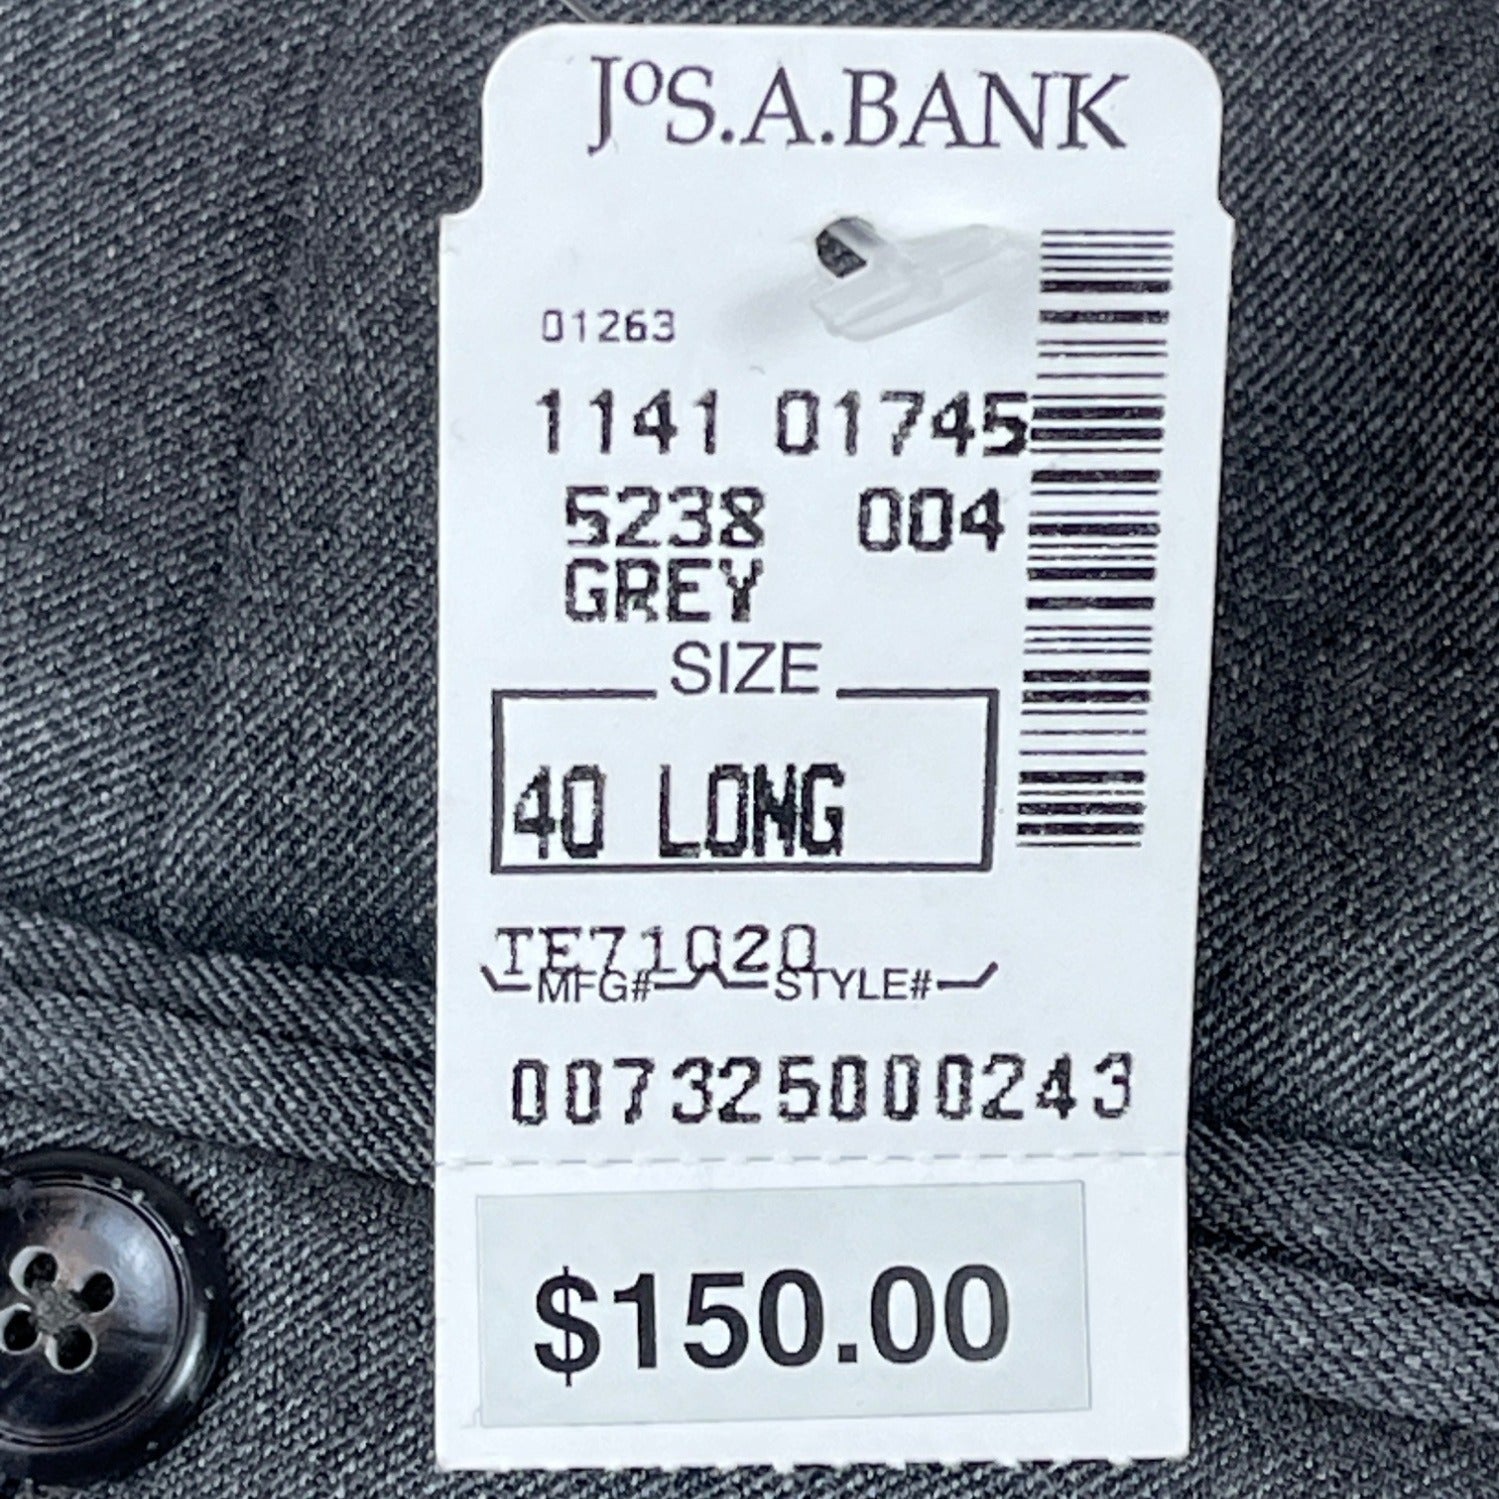 JoS.A.BANK
01263
1141 01745
5238 004
GREY
SIZE
40 LONG
TE71020
MFG# STYLE#
007325000243
$150.00